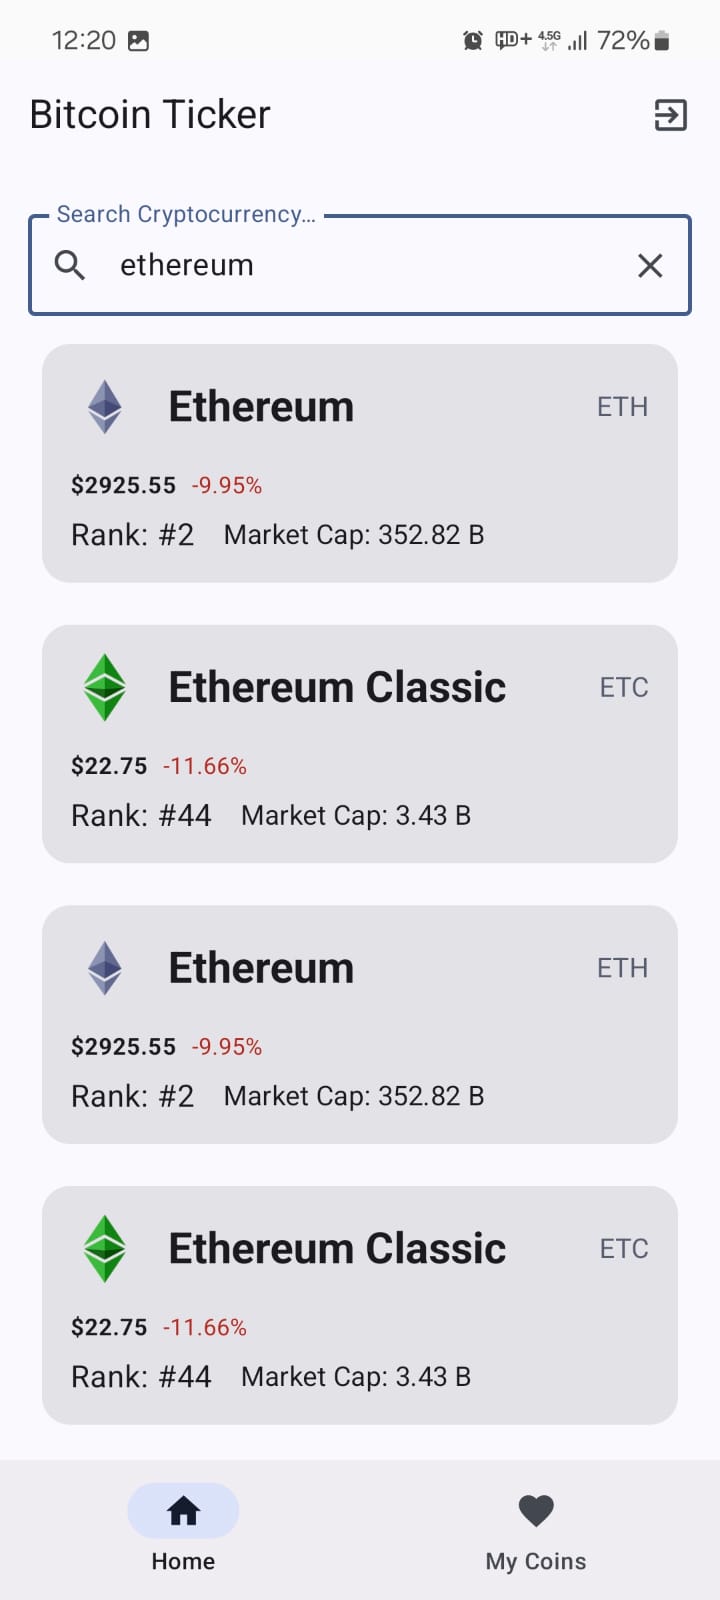 12:20 4.5G 72%
Bitcoin Ticker
Search Cryptocurrency...
ethereum
Ethereum ETH
$2925.55 -9.95%
Rank: #2 Market Cap: 352.82 B
Ethereum Classic ETC
$22.75 -11.66%
Rank: #44 Market Cap: 3.43 B
Ethereum ETH
$2925.55 -9.95%
Rank: #2 Market Cap: 352.82 B
Ethereum Classic ETC
$22.75 -11.66%
Rank: #44 Market Cap: 3.43 B
Home My Coins